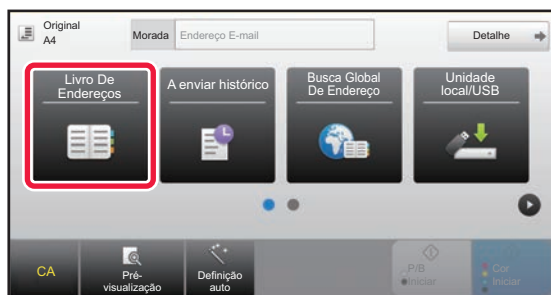 Original
A4
Morada
Endereço E-mail
Detalhe
Livro De
Endereços
A enviar histórico
Busca Global
De Endereço
Unidade
local/USB
CA
Pré-
visualização
Definição
auto
P/B
Iniciar
Cor
Iniciar